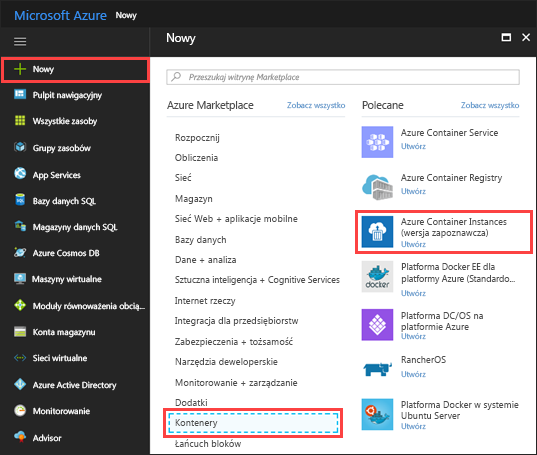 Microsoft Azure Nowy
Nowy
Pulpit nawigacyjny
Wszystkie zasoby
Grupy zasobów
App Services
Bazy danych SQL
Magazyny danych SQL
Azure Cosmos DB
Maszyny wirtualne
Moduły równoważenia obcią...
Konta magazynu
Sieci wirtualne
Azure Active Directory
Monitorowanie
Advisor
Nowy
Przeszukaj witrynę Marketplace
Azure Marketplace Zobacz wszystko
Rozpocznij
Obliczenia
Sieć
Magazyn
Sieć Web + aplikacje mobilne
Bazy danych
Dane + analiza
Sztuczna inteligencja + Cognitive Services
Internet rzeczy
Integracja dla przedsiębiorstw
Zabezpieczenia + tożsamość
Narzędzia deweloperskie
Monitorowanie + zarządzanie
Dodatki
Kontenery
Łańcuch bloków
Polecane Zobacz wszystko
Azure Container Service
Utwórz
Azure Container Registry
Utwórz
Azure Container Instances
(wersja zapoznawcza)
Utwórz
docker
Platforma Docker EE dla
platformy Azure (Standardo...
Utwórz
Platforma DC/OS na
platformie Azure
Utwórz
RancherOS
Utwórz
Platforma Docker w systemie
Ubuntu Server
Utwórz